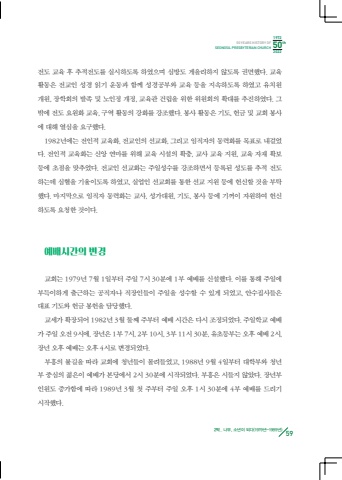 1972
50 YEARS HISTORY OF
50th
SEONGIL PRESBYTERIAN CHURCH
2022
전도 교육 후 추적전도를 실시하도록 하였으며 심방도 게을리하지 않도록 권면했다. 교육
활동은 전교인 성경 읽기 운동과 함께 성경공부와 교육 등을 지속하도록 하였고 유치원
개원, 장학회의 발족 및 노인정 개장, 교육관 건립을 위한 위원회의 확대를 추진하였다. 그
밖에 전도 요원화 교육, 구역 활동의 강화를 강조했다. 봉사 활동은 기도, 헌금 및 교회 봉사
에 대해 열심을 요구했다.
1982년에는 전인적 교육화, 전교인의 선교화, 그리고 임직자의 동력화를 목표로 내걸었
다. 전인적 교육화는 신앙 연마를 위해 교육 시설의 확충, 교사 교육 지원, 교육 자재 확보
등에 초점을 맞추었다. 전교인 선교화는 주일성수를 강조하면서 등록된 성도를 추적 전도
하는데 심혈을 기울이도록 하였고, 실업인 선교회를 통한 선교 지원 등에 헌신할 것을 부탁
했다. 마지막으로 임직자 동력화는 교사, 성가대원, 기도, 봉사 등에 기꺼이 자원하여 헌신
하도록 요청한 것이다.
예배시간의 변경
교회는 1979년 7월 1일부터 주일 7시 30분에 1부 예배를 신설했다. 이를 통해 주일에
부득이하게 출근하는 공직자나 직장인들이 주일을 성수할 수 있게 되었고, 안수집사들은
대표 기도와 헌금 봉헌을 담당했다.
교세가 확장되어 1982년 3월 둘째 주부터 예배 시간은 다시 조정되었다. 주일학교 예배
가 주일 오전 9시에, 장년은 1부 7시, 2부 10시, 3부 11시 30분, 유초등부는 오후 예배 2시,
장년 오후 예배는 오후 4시로 변경되었다.
부흥의 물길을 따라 교회에 청년들이 몰려들었고, 1988년 9월 4일부터 대학부와 청년
부 중심의 젊은이 예배가 본당에서 2시 30분에 시작되었다. 부흥은 시들지 않았다. 장년부
인원도 증가함에 따라 1989년 3월 첫 주부터 주일 오후 1시 30분에 4부 예배를 드리기
시작했다.
59